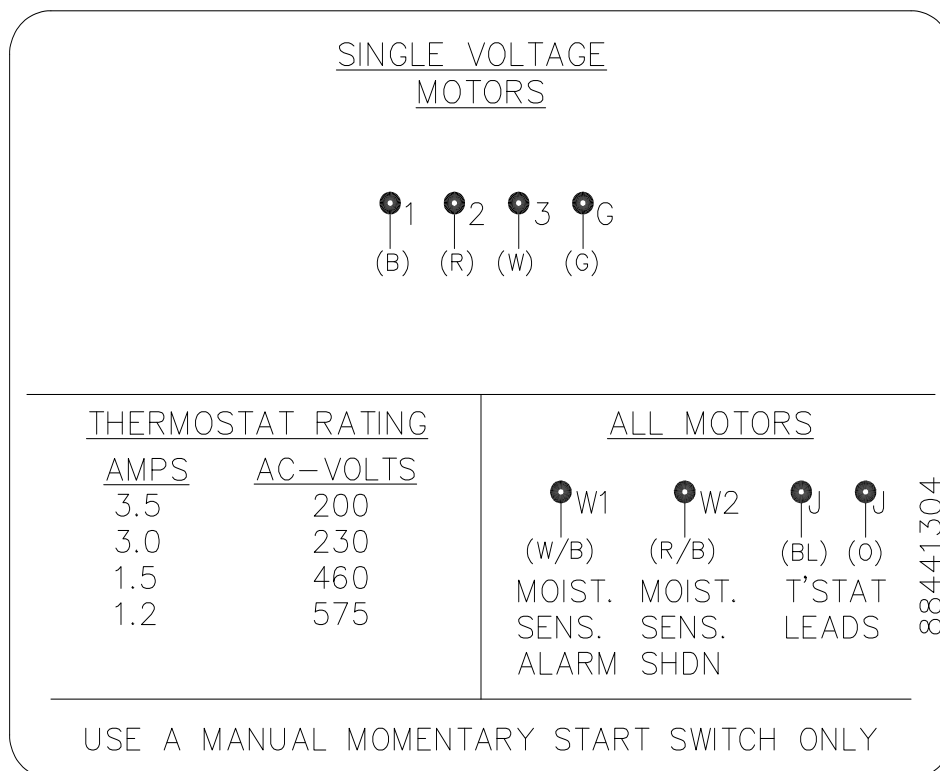 SINGLE VOLTAGE
MOTORS
1 2 3 G
(B) (R) (W) (G)
THERMOSTAT RATING
AMPS AC-VOLTS
3.5 200
3.0 230
1.5 460
1.2 575
ALL MOTORS
W1 W2 J J
(W/B) (R/B) (BL) (O)
MOIST. MOIST. T'STAT
SENS. SENS. LEADS
ALARM SHDN
88441304
USE A MANUAL MOMENTARY START SWITCH ONLY